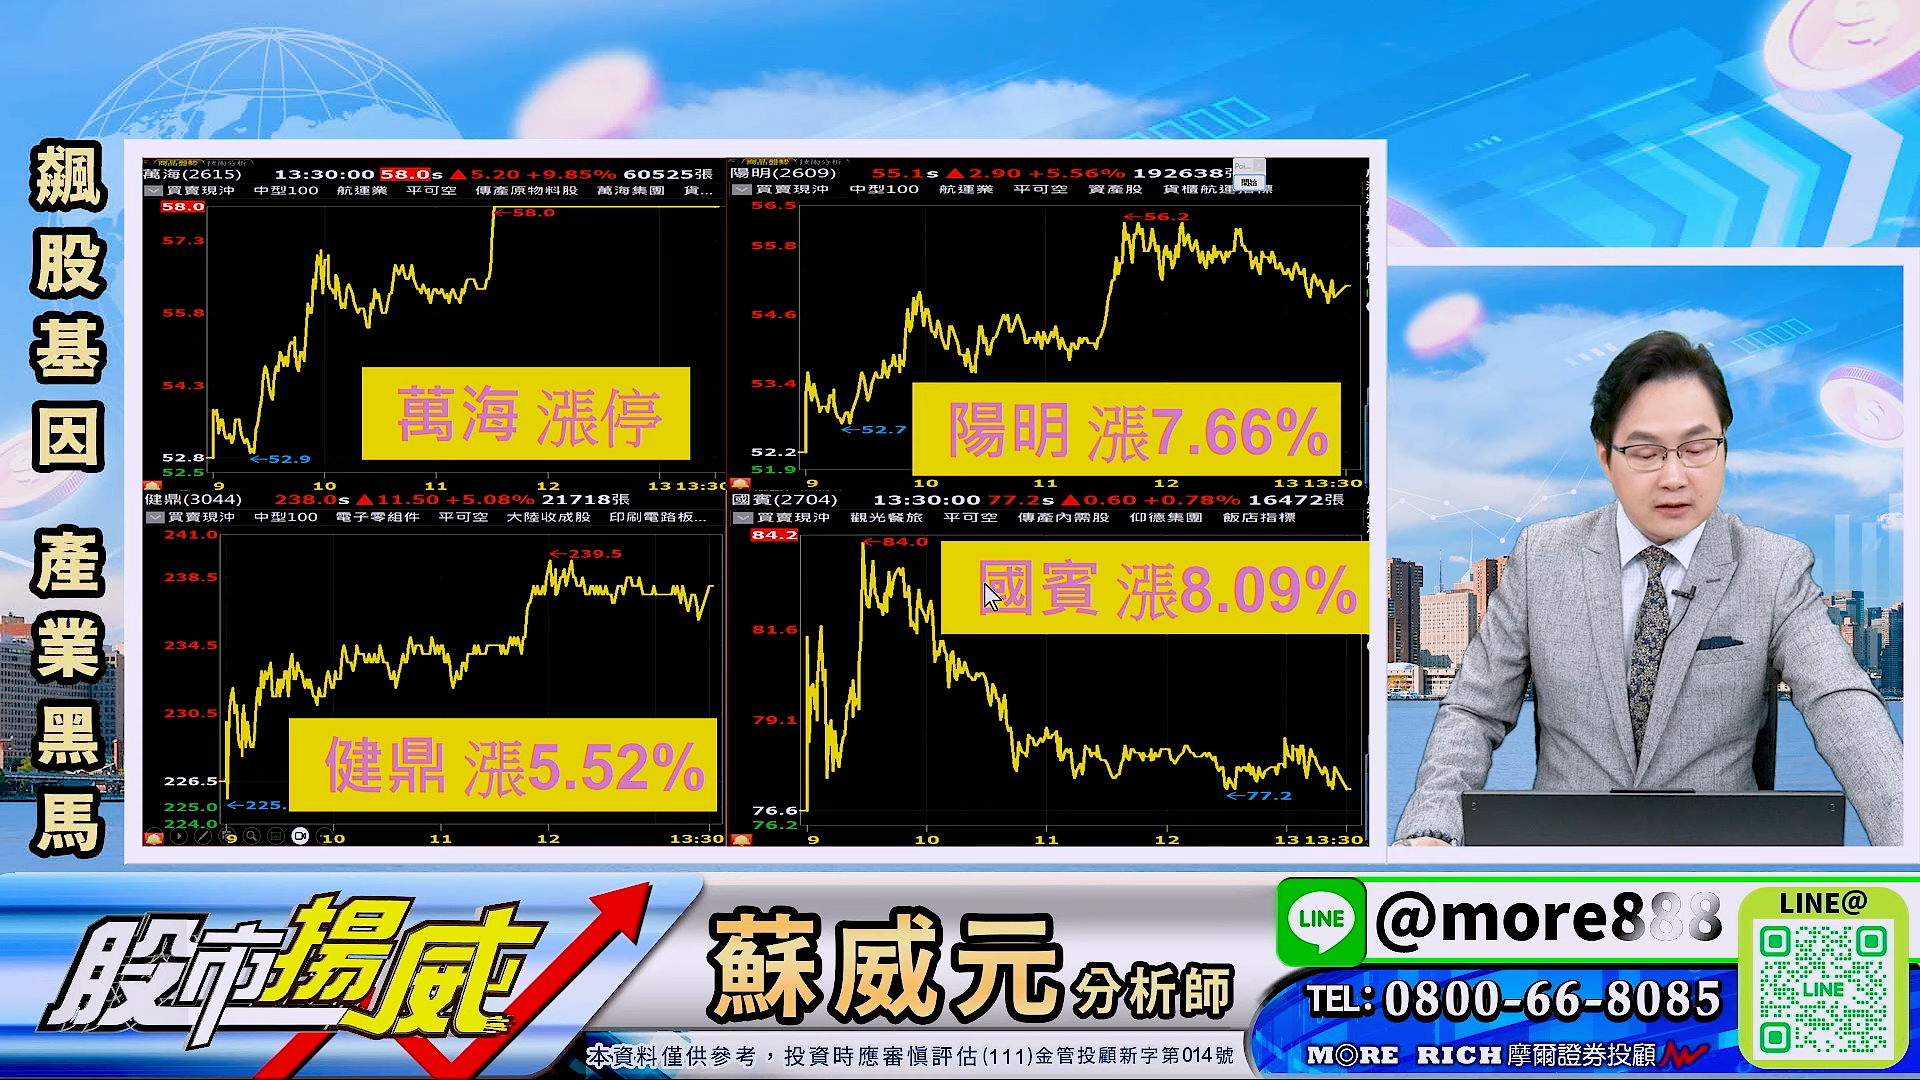 飆股基因 產業黑馬
萬海(2615) 13:30:00 58.0s ▲5.20 +9.85% 60525張
買賣現沖 中型100 航運業 平可空 傳產原物料股 萬海集團 貨...
58.0
57.3
55.8
54.3
52.8
52.5
←58.0
←52.9
萬海 漲停
10 11 12 13 13:30
陽明(2609) 55.1s ▲2.90 +5.56% 192638張
買賣現沖 中型100 航運業 平可空 資產股 貨櫃航運指標
開始
56.5
55.8
54.6
53.4
52.2
51.9
←56.2
←52.7
陽明 漲7.66%
9 10 11 12 13 13:30
健鼎(3044) 238.0s ▲11.50 +5.08% 21718張
買賣現沖 中型100 電子零組件 平可空 大陸收成股 印刷電路板...
241.0
238.5
234.5
230.5
226.5
225.0
224.0
←239.5
←225.
健鼎 漲5.52%
9 10 11 12 13:30
國賓(2704) 13:30:00 77.2s ▲0.60 +0.78% 16472張
買賣現沖 觀光餐旅 平可空 傳產內需股 仰德集團 飯店指標
84.2
81.6
79.1
76.6
76.2
←84.0
←77.2
國賓 漲8.09%
9 10 11 12 13 13:30
股市揚威
蘇威元 分析師
本資料僅供參考，投資時應審慎評估(111)金管投顧新字第014號
LINE @more888
TEL:0800-66-8085
MORE RICH 摩爾證券投顧
LINE@
LINE